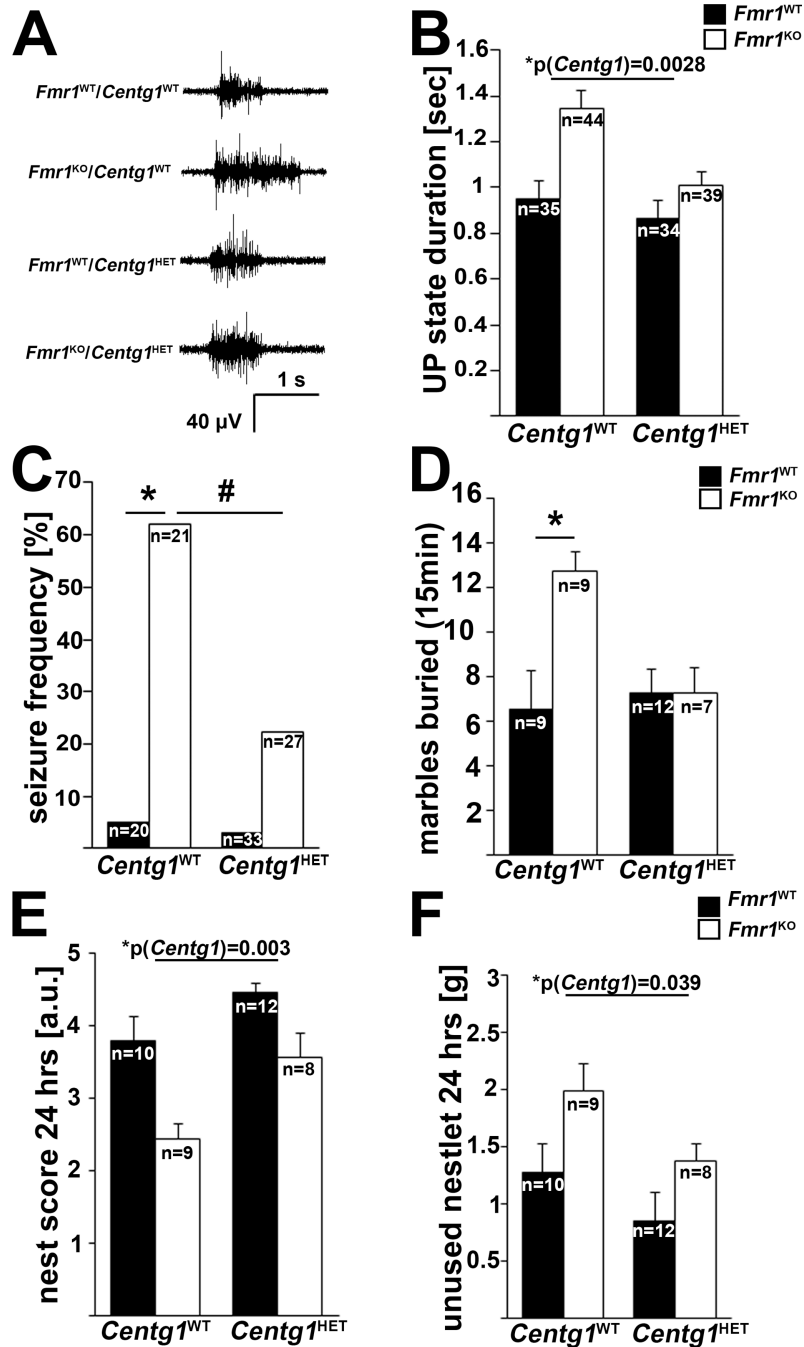 A
Fmr1WT/Centg1WT
Fmr1KO/Centg1WT
Fmr1WT/Centg1HET
Fmr1KO/Centg1HET
1 s
40 µV
B
Fmr1WT
Fmr1KO
UP state duration [sec]
1.6
1.4
1.2
1
0.8
0.6
0.4
0.2
*p(Centg1)=0.0028
n=35
n=44
n=34
n=39
Centg1WT
Centg1HET
C
seizure frequency [%]
70
60
50
40
30
20
10
*
#
n=20
n=21
n=33
n=27
Centg1WT
Centg1HET
D
Fmr1WT
Fmr1KO
marbles buried (15min)
16
14
12
10
8
6
4
2
*
n=9
n=9
n=12
n=7
Centg1WT
Centg1HET
E
nest score 24 hrs [a.u.]
5
4
3
2
1
*p(Centg1)=0.003
n=10
n=9
n=12
n=8
Centg1WT
Centg1HET
F
Fmr1WT
Fmr1KO
unused nestlet 24 hrs [g]
3
2.5
2
1.5
1
0.5
*p(Centg1)=0.039
n=10
n=9
n=12
n=8
Centg1WT
Centg1HET